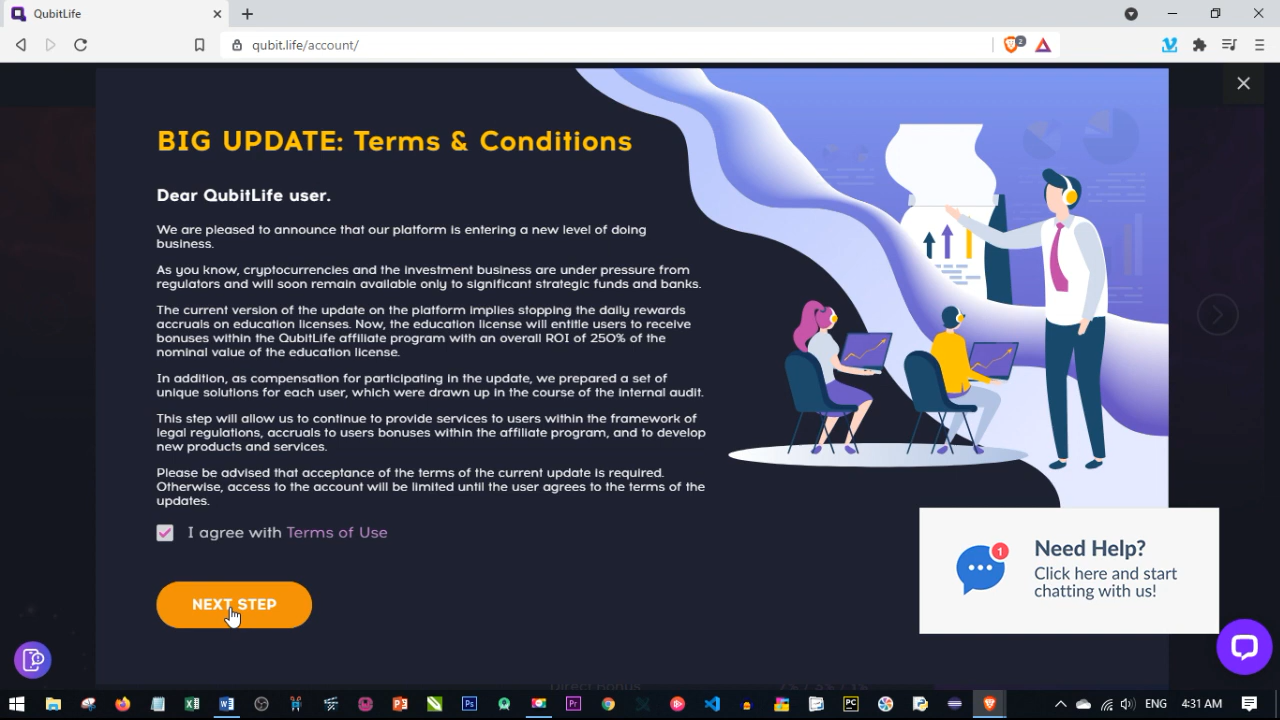 QubitLife
qubit.life/account/
2
BIG UPDATE: Terms & Conditions
Dear QubitLife user.
We are pleased to announce that our platform is entering a new level of doing
business.
As you know, cryptocurrencies and the investment business are under pressure from
regulators and will soon remain available only to significant strategic funds and banks.
The current version of the update on the platform implies stopping the daily rewards
accruals on education licenses. Now, the education license will entitle users to receive
bonuses within the QubitLife affiliate program with an overall ROI of 250% of the
nominal value of the education license.
In addition, as compensation for participating in the update, we prepared a set of
unique solutions for each user, which were drawn up in the course of the internal audit.
This step will allow us to continue to provide services to users within the framework of
legal regulations, accruals to users bonuses within the affiliate program, and to develop
new products and services.
Please be advised that acceptance of the terms of the current update is required.
Otherwise, access to the account will be limited until the user agrees to the terms of the
updates.
I agree with Terms of Use
NEXT STEP
1
Need Help?
Click here and start
chatting with us!
Direct Bonus
ENG
4:31 AM